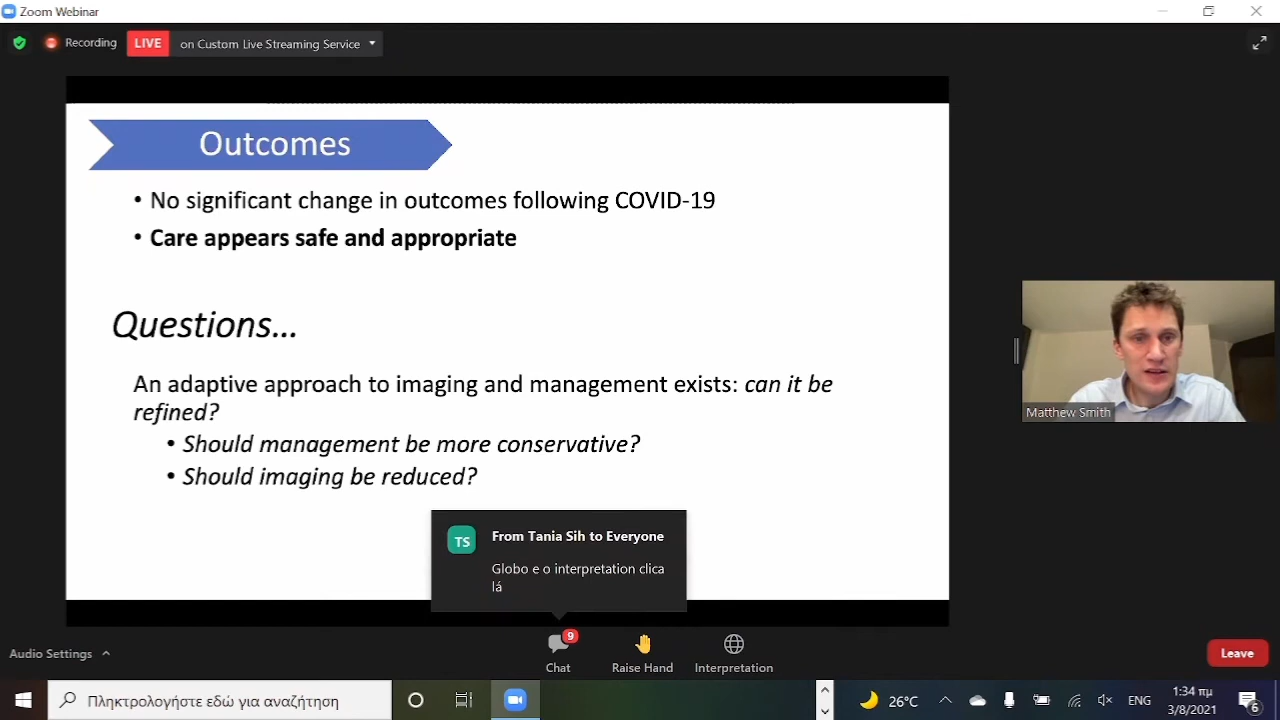 Zoom Webinar
Recording
LIVE
on Custom Live Streaming Service
Outcomes
• No significant change in outcomes following COVID-19
• Care appears safe and appropriate
Questions...
An adaptive approach to imaging and management exists: can it be
refined?
• Should management be more conservative?
• Should imaging be reduced?
Matthew Smith
TS
From Tania Sih to Everyone
Globo e o interpretation clica
lá
Audio Settings
9
Chat
Raise Hand
Interpretation
Leave
Πληκτρολογήστε εδώ για αναζήτηση
26°C
ENG
1:34 πμ
3/8/2021
6